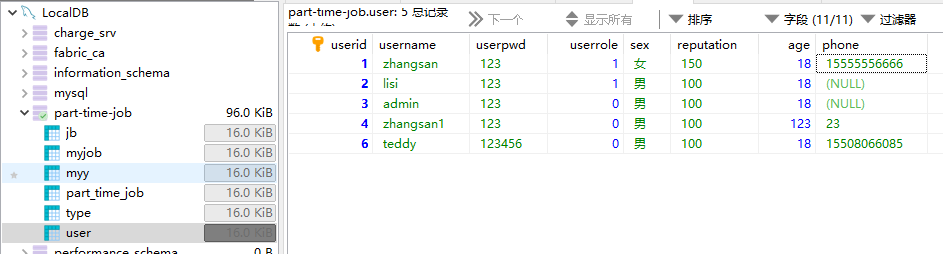 LocalDB
charge_srv
fabric_ca
information_schema
mysql
part-time-job 96.0 KiB
jb 16.0 KiB
myjob 16.0 KiB
myy 16.0 KiB
part_time_job 16.0 KiB
type 16.0 KiB
user 16.0 KiB
performance_schema 0 B
part-time-job.user: 5 总记录
下一个 显示所有 排序 字段 (11/11) 过滤器
userid username userpwd userrole sex reputation age phone
1 zhangsan 123 1 女 150 18 15555556666
2 lisi 123 1 男 100 18 (NULL)
3 admin 123 0 男 100 18 (NULL)
4 zhangsan1 123 0 男 100 123 23
6 teddy 123456 0 男 100 18 15508066085